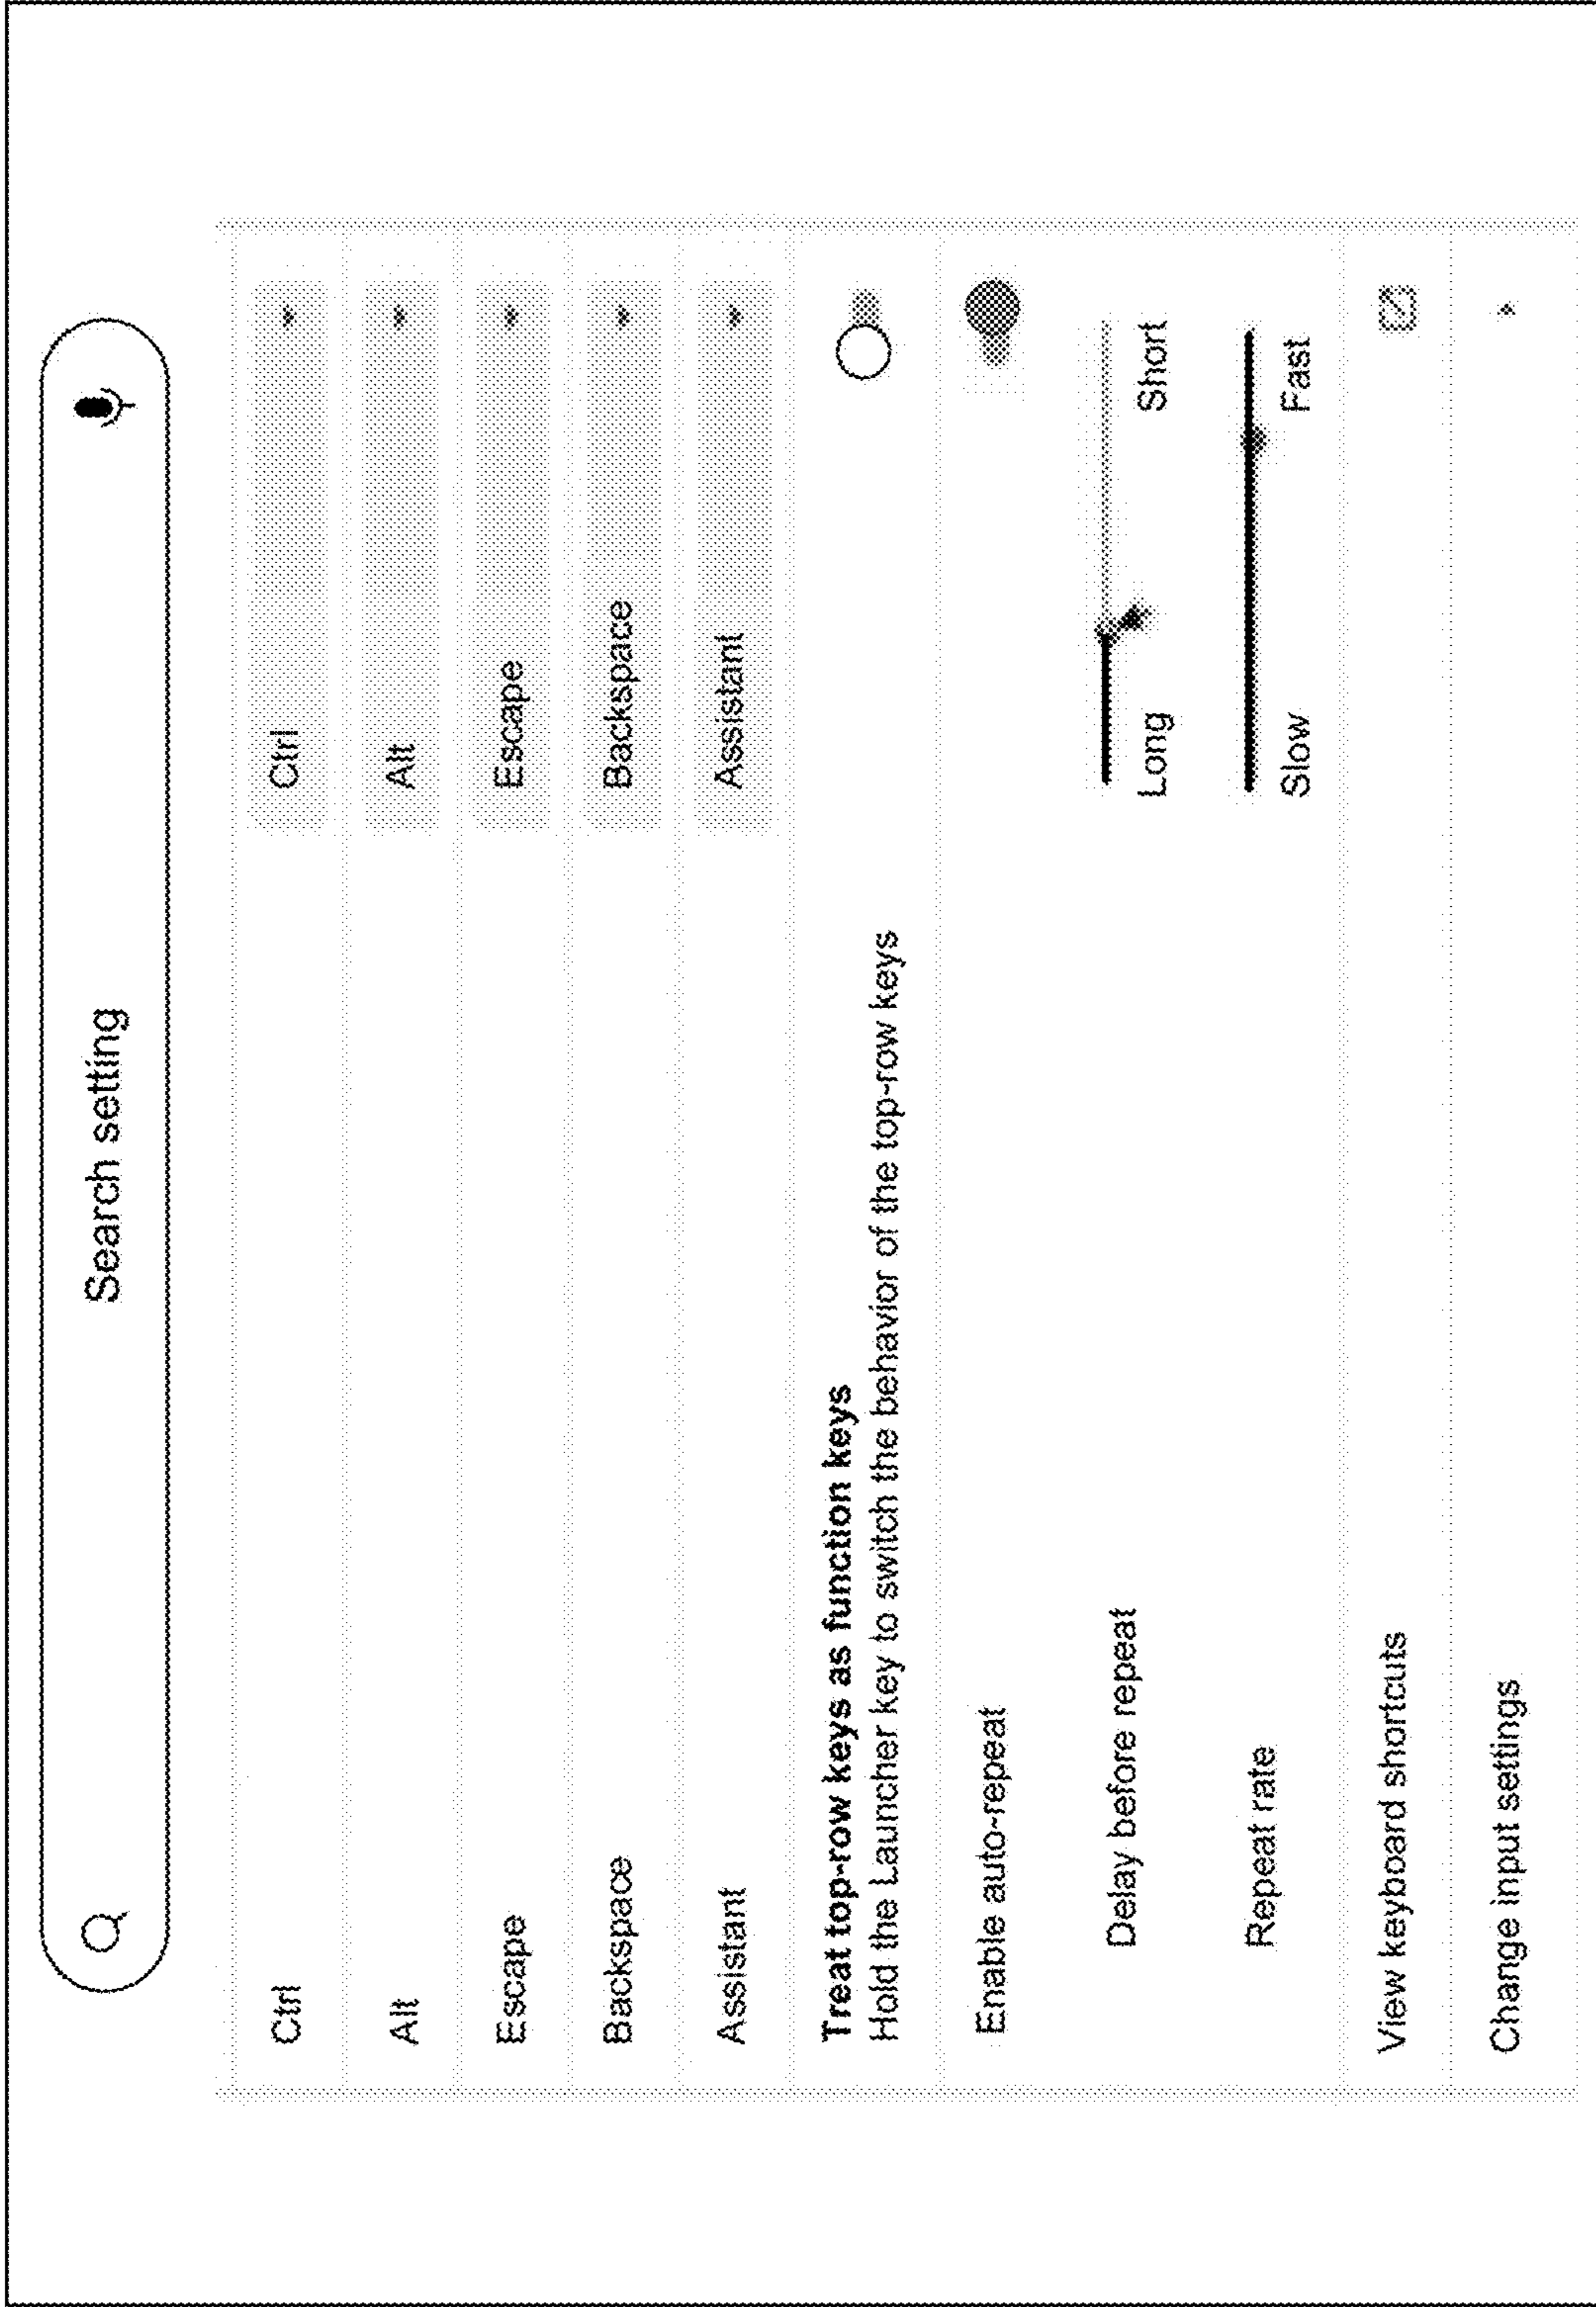 Search setting
Ctrl Ctrl
Alt Alt
Escape Escape
Backspace Backspace
Assistant Assistant
Treat top-row keys as function keys
Hold the Launcher key to switch the behavior of the top-row keys
Enable auto-repeat
Delay before repeat Long Short
Repeat rate Slow Fast
View keyboard shortcuts
Change input settings